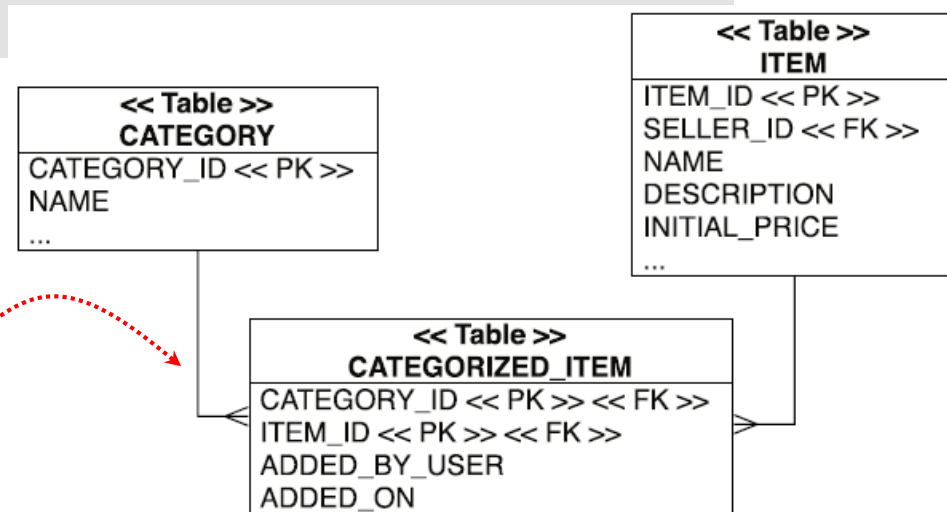 << Table >>
CATEGORY
CATEGORY_ID << PK >>
NAME
...
<< Table >>
ITEM
ITEM_ID << PK >>
SELLER_ID << FK >>
NAME
DESCRIPTION
INITIAL_PRICE
...
<< Table >>
CATEGORIZED_ITEM
CATEGORY_ID << PK >> << FK >>
ITEM_ID << PK >> << FK >>
ADDED_BY_USER
ADDED_ON